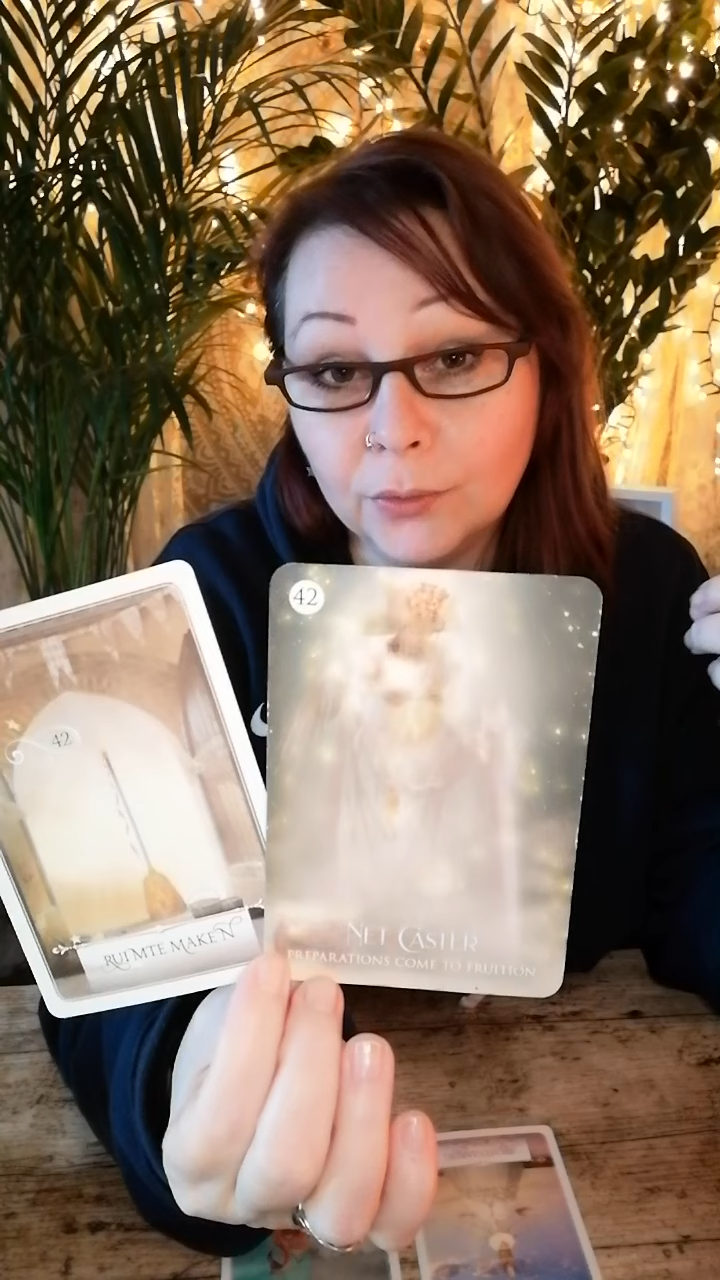 42
RUIMTE MAKEN
42
NET CASTER
PREPARATIONS COME TO FRUITION